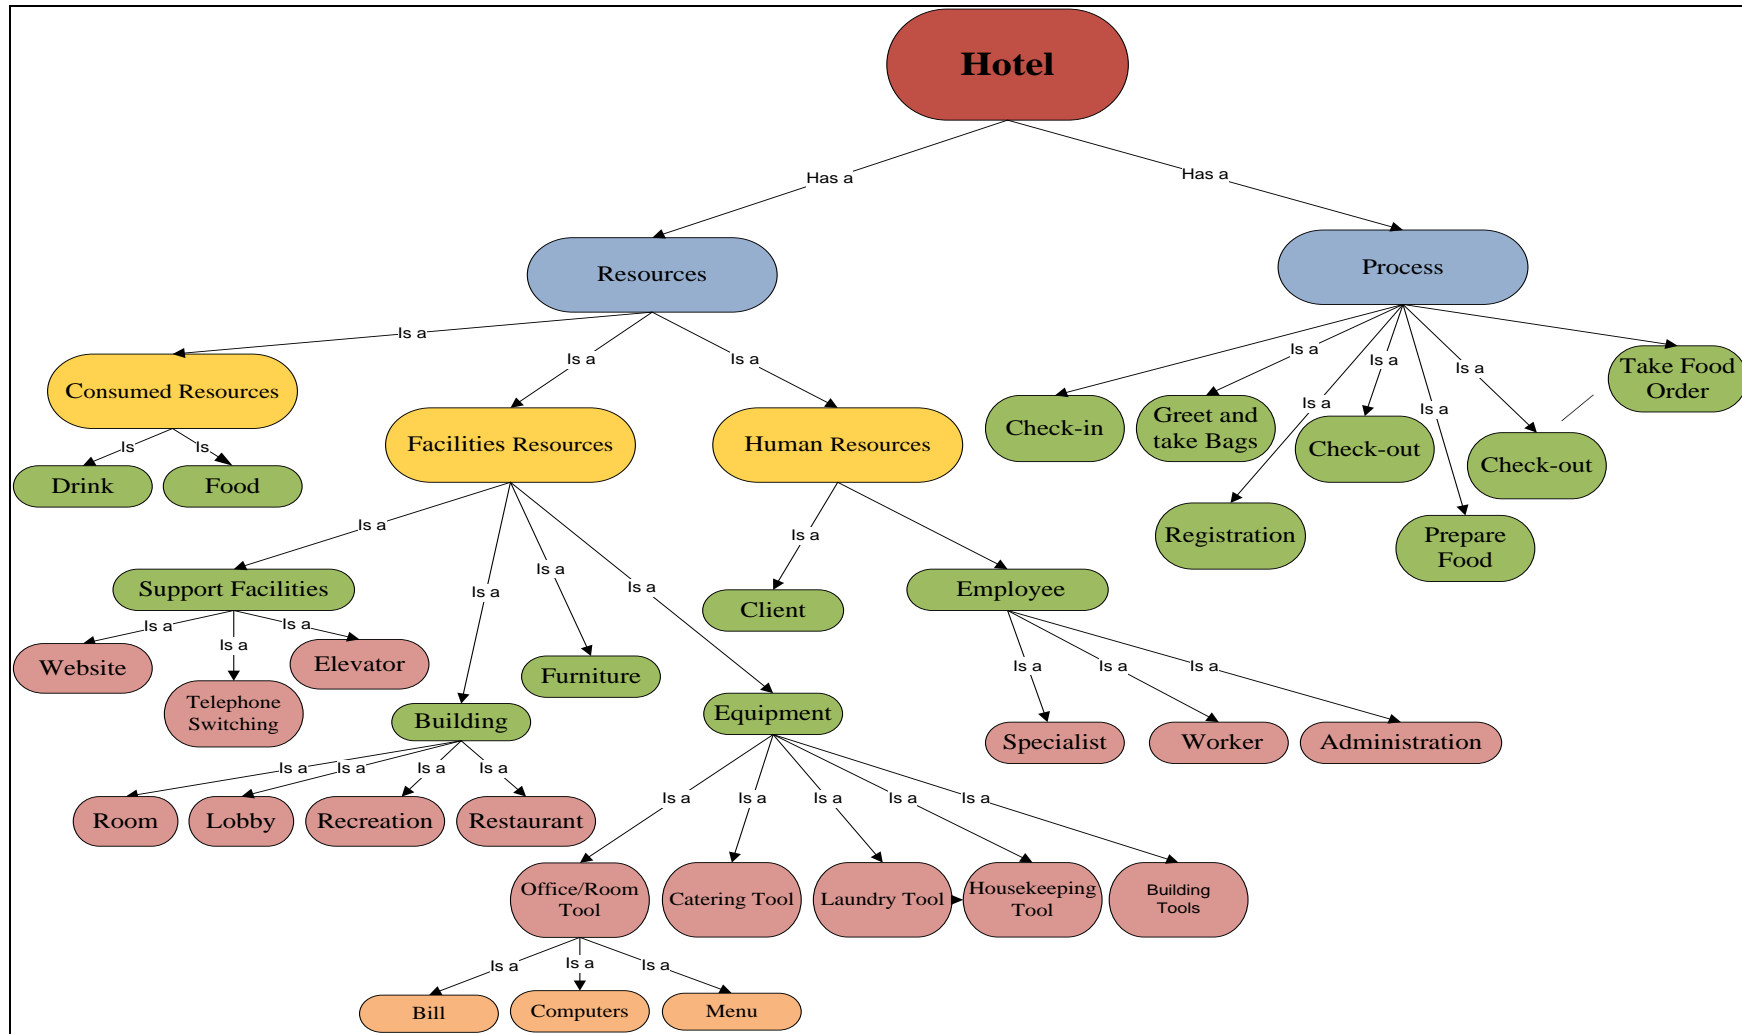 Hotel
Has a
Has a
Resources
Process
Is a
Is a
Is a
Is a
Is a
Is a
Is a
Is a
Consumed Resources
Facilities Resources
Human Resources
Check-in
Greet and
take Bags
Check-out
Check-out
Take Food
Order
Registration
Prepare
Food
Is
Is
Drink
Food
Is a
Is a
Is a
Is a
Is a
Support Facilities
Client
Employee
Is a
Is a
Is a
Website
Telephone
Switching
Elevator
Furniture
Building
Equipment
Is a
Is a
Is a
Specialist
Worker
Administration
Is a
Is a
Is a
Is a
Room
Lobby
Recreation
Restaurant
Is a
Is a
Is a
Is a
Is a
Office/Room
Tool
Catering Tool
Laundry Tool
Housekeeping
Tool
Building
Tools
Is a
Is a
Is a
Bill
Computers
Menu